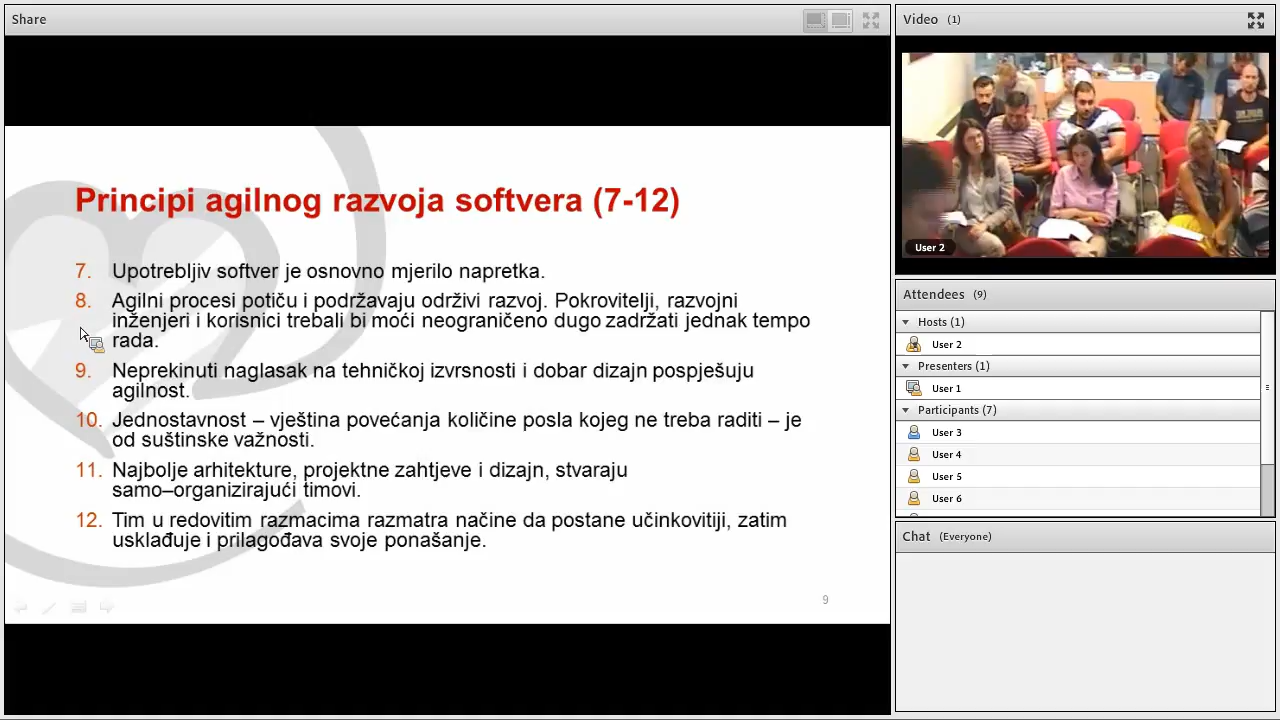 Share
Principi agilnog razvoja softvera (7-12)
7. Upotrebljiv softver je osnovno mjerilo napretka.
8. Agilni procesi potiču i podržavaju održivi razvoj. Pokrovitelji, razvojni
inženjeri i korisnici trebali bi moći neograničeno dugo zadržati jednak tempo
rada.
9. Neprekinuti naglasak na tehničkoj izvrsnosti i dobar dizajn pospješuju
agilnost.
10. Jednostavnost – vještina povećanja količine posla kojeg ne treba raditi – je
od suštinske važnosti.
11. Najbolje arhitekture, projektne zahtjeve i dizajn, stvaraju
samo–organizirajući timovi.
12. Tim u redovitim razmacima razmatra načine da postane učinkovitiji, zatim
usklađuje i prilagođava svoje ponašanje.
9
Video (1)
User 2
Attendees (9)
Hosts (1)
User 2
Presenters (1)
User 1
Participants (7)
User 3
User 4
User 5
User 6
Chat (Everyone)